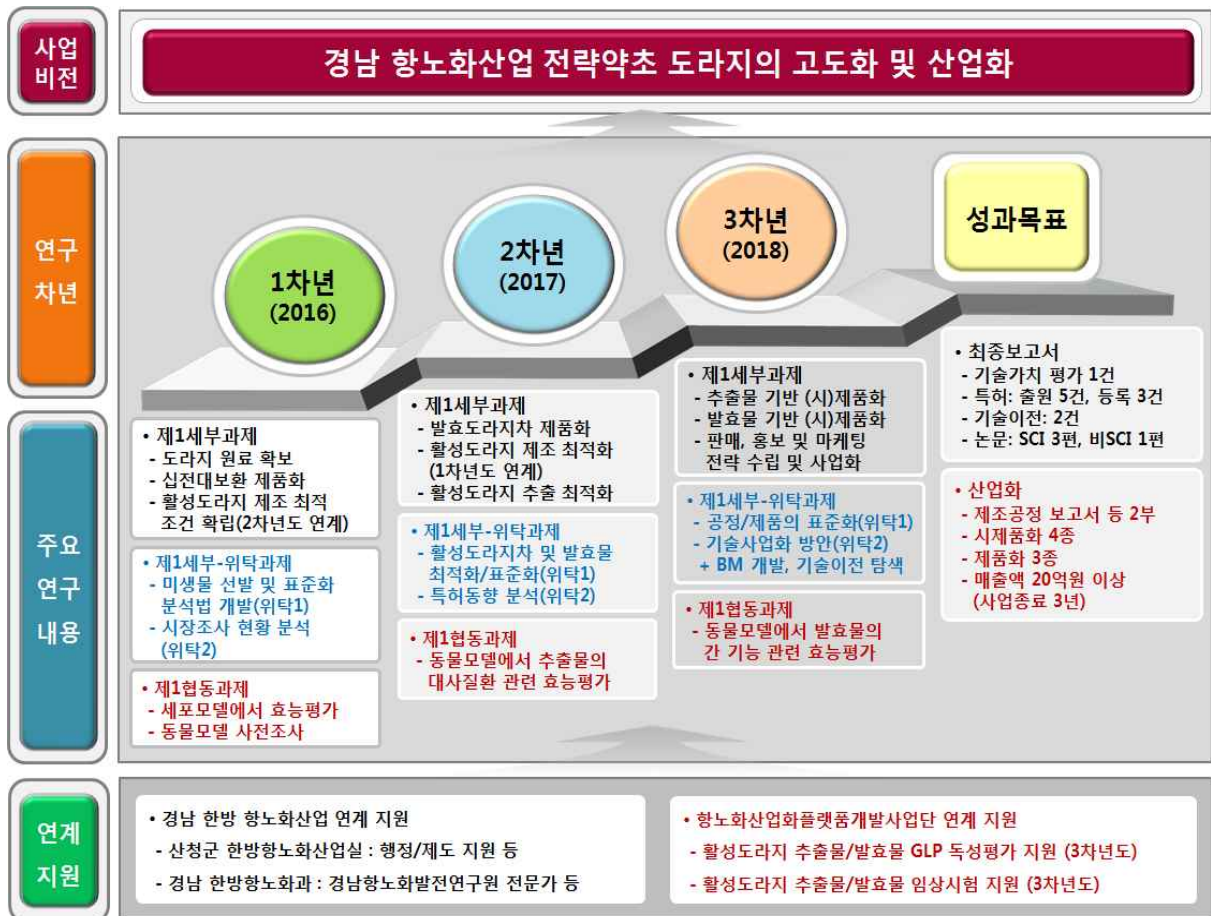 사업
비전
경남 항노화산업 전략약초 도라지의 고도화 및 산업화
연구
차년
1차년
(2016)
2차년
(2017)
3차년
(2018)
성과목표
주요
연구
내용
• 제1세부과제
- 도라지 원료 확보
- 십전대보환 제품화
- 활성도라지 제조 최적
조건 확립(2차년도 연계)
• 제1세부-위탁과제
- 미생물 선발 및 표준화
분석법 개발(위탁1)
- 시장조사 현황 분석
(위탁2)
• 제1협동과제
- 세포모델에서 효능평가
- 동물모델 사전조사
• 제1세부과제
- 발효도라지차 제품화
- 활성도라지 제조 최적화
(1차년도 연계)
- 활성도라지 추출 최적화
• 제1세부-위탁과제
- 활성도라지차 및 발효물
최적화/표준화(위탁1)
- 특허동향 분석(위탁2)
• 제1협동과제
- 동물모델에서 추출물의
대사질환 관련 효능평가
• 제1세부과제
- 추출물 기반 (시)제품화
- 발효물 기반 (시)제품화
- 판매, 홍보 및 마케팅
전략 수립 및 사업화
• 제1세부-위탁과제
- 공정/제품의 표준화(위탁1)
- 기술사업화 방안(위탁2)
+ BM 개발, 기술이전 탐색
• 제1협동과제
- 동물모델에서 발효물의
간 기능 관련 효능평가
• 최종보고서
- 기술가치 평가 1건
- 특허: 출원 5건, 등록 3건
- 기술이전: 2건
- 논문: SCI 3편, 비SCI 1편
• 산업화
- 제조공정 보고서 등 2부
- 시제품화 4종
- 제품화 3종
- 매출액 20억원 이상
(사업종료 3년)
연계
지원
• 경남 한방 항노화산업 연계 지원
- 산청군 한방항노화산업실 : 행정/제도 지원 등
- 경남 한방항노화과 : 경남항노화발전연구원 전문가 등
• 항노화산업화플랫폼개발사업단 연계 지원
- 활성도라지 추출물/발효물 GLP 독성평가 지원 (3차년도)
- 활성도라지 추출물/발효물 임상시험 지원 (3차년도)